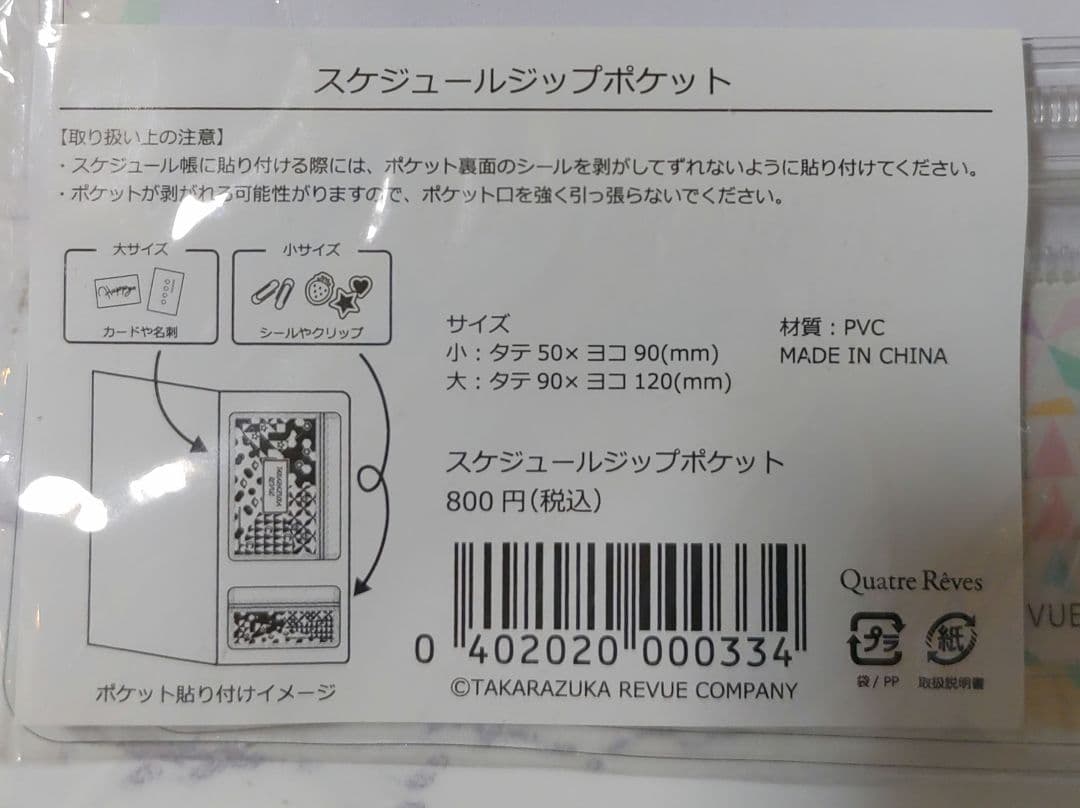 スケジュールジップポケット
【取り扱い上の注意】
・スケジュール帳に貼り付ける際には、ポケット裏面のシールを剥がしてずれないように貼り付けてください。
・ポケットが剥がれる可能性がりますので、ポケット口を強く引っ張らないでください。
大サイズ
小サイズ
カードや名刺
シールやクリップ
サイズ
小：タテ 50× ヨコ 90(mm)
大：タテ 90× ヨコ 120(mm)
材質：PVC
MADE IN CHINA
スケジュールジップポケット
800 円(税込)
0 402020 000334
©TAKARAZUKA REVUE COMPANY
Quatre Rêves
プラ
紙
袋 / PP
取扱説明書
ポケット貼り付けイメージ
VUE